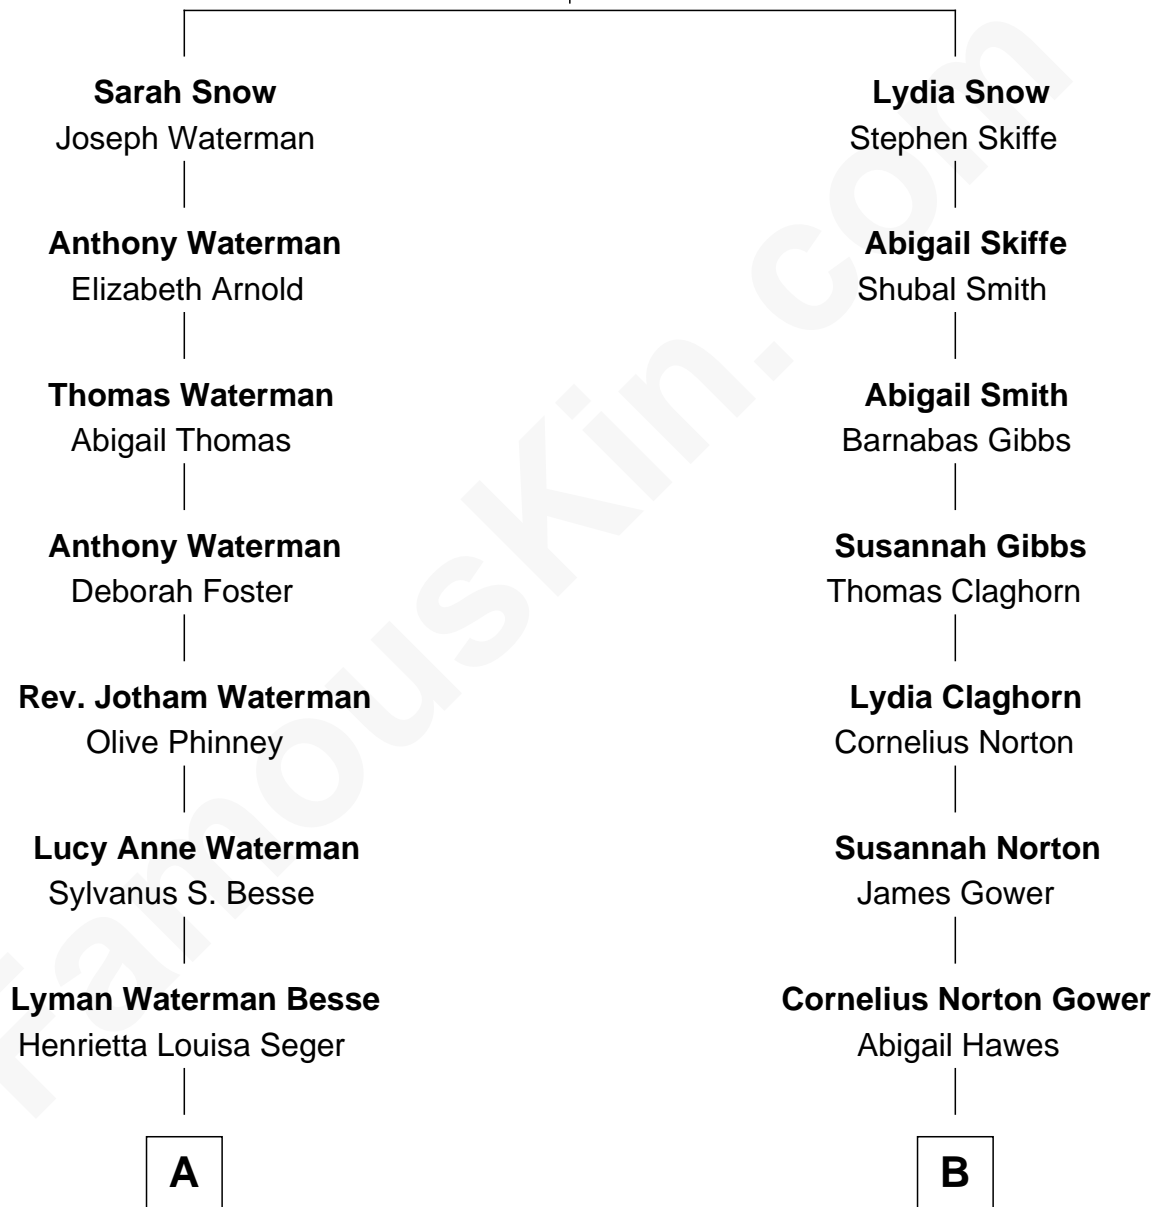 Sarah Snow
Joseph Waterman
Anthony Waterman
Elizabeth Arnold
Thomas Waterman
Abigail Thomas
Anthony Waterman
Deborah Foster
Rev. Jotham Waterman
Olive Phinney
Lucy Anne Waterman
Sylvanus S. Besse
Lyman Waterman Besse
Henrietta Louisa Seger
A
Lydia Snow
Stephen Skiffe
Abigail Skiffe
Shubal Smith
Abigail Smith
Barnabas Gibbs
Susannah Gibbs
Thomas Claghorn
Lydia Claghorn
Cornelius Norton
Susannah Norton
James Gower
Cornelius Norton Gower
Abigail Hawes
B
FamousKin.com